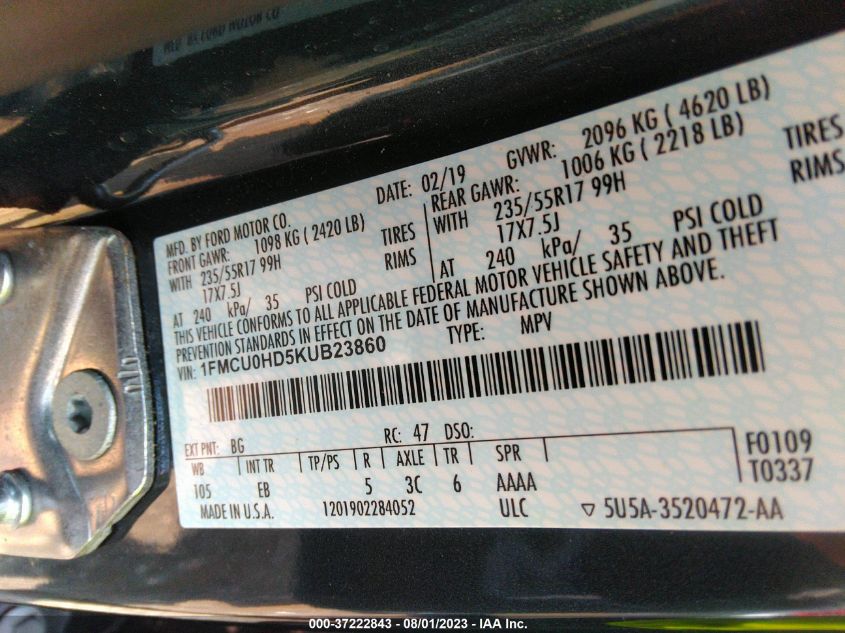 MFD. BY FORD MOTOR CO.
MFD. BY FORD MOTOR CO. DATE: 02/19 GVWR: 2096 KG ( 4620 LB)
FRONT GAWR: 1098 KG ( 2420 LB) REAR GAWR: 1006 KG ( 2218 LB)
WITH 235/55R17 99H TIRES WITH 235/55R17 99H TIRES
17X7.5J RIMS 17X7.5J RIMS
AT 240 kPa/ 35 PSI COLD AT 240 kPa/ 35 PSI COLD
THIS VEHICLE CONFORMS TO ALL APPLICABLE FEDERAL MOTOR VEHICLE SAFETY AND THEFT
PREVENTION STANDARDS IN EFFECT ON THE DATE OF MANUFACTURE SHOWN ABOVE.
VIN: 1FMCU0HD5KUB23860 TYPE: MPV
EXT PNT: BG RC: 47 DSO:
WB INT TR TP/PS R AXLE TR SPR
105 EB 5 3C 6 AAAA
F0109
T0337
MADE IN U.S.A. 1201902284052 ULC ▽ 5U5A-3520472-AA
000-37222843 - 08/01/2023 - IAA Inc.